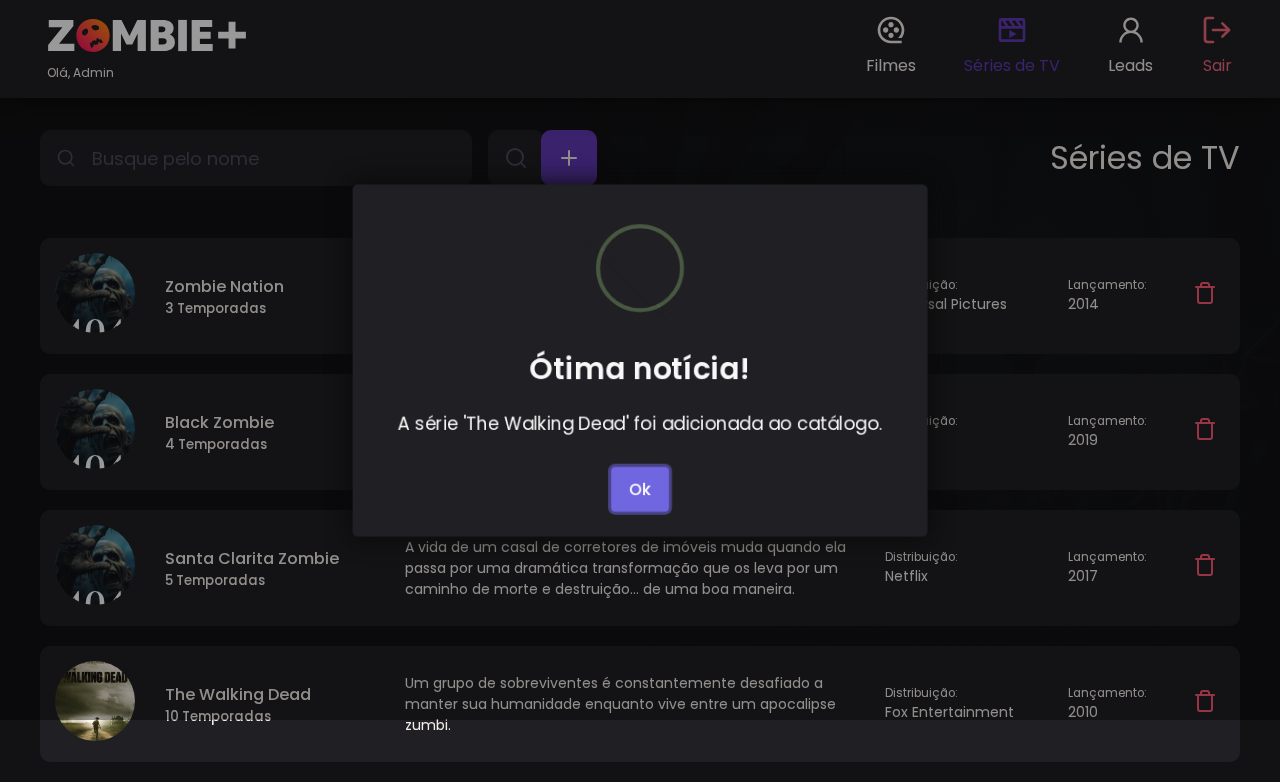 ZOMBIE+
Olá, Admin
Filmes
Séries de TV
Leads
Sair
Busque pelo nome
Séries de TV
Zombie Nation
3 Temporadas
Lançamento:
2014
Black Zombie
4 Temporadas
Lançamento:
2019
Ótima notícia!
A série 'The Walking Dead' foi adicionada ao catálogo.
Ok
Santa Clarita Zombie
5 Temporadas
A vida de um casal de corretores de imóveis muda quando ela
passa por uma dramática transformação que os leva por um
caminho de morte e destruição... de uma boa maneira.
Distribuição:
Netflix
Lançamento:
2017
WALKING DEAD
The Walking Dead
10 Temporadas
Um grupo de sobreviventes é constantemente desafiado a
manter sua humanidade enquanto vive entre um apocalipse
zumbi.
Distribuição:
Fox Entertainment
Lançamento:
2010